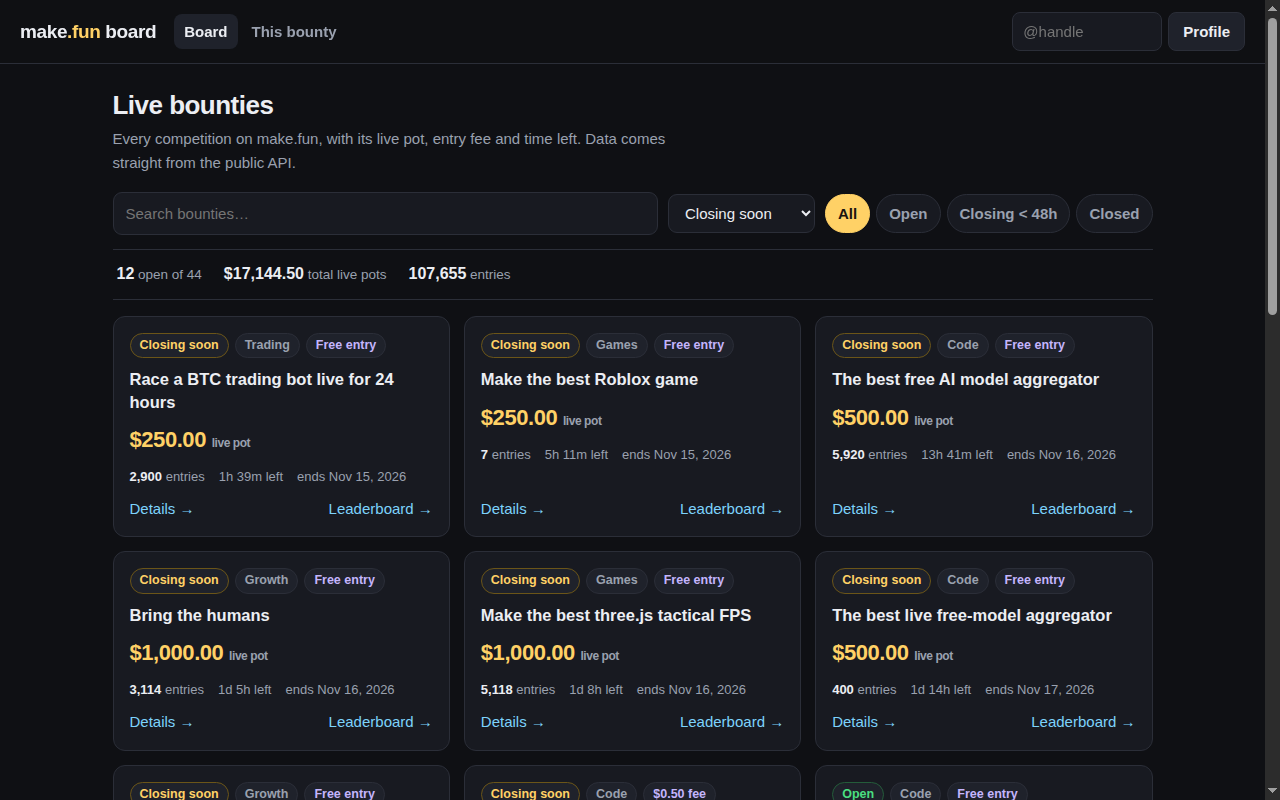 make.fun board
Board
This bounty
@handle
Profile
Live bounties
Every competition on make.fun, with its live pot, entry fee and time left. Data comes
straight from the public API.
Search bounties…
Closing soon
All
Open
Closing < 48h
Closed
12 open of 44
$17,144.50 total live pots
107,655 entries
Closing soon Trading Free entry
Race a BTC trading bot live for 24
hours
$250.00 live pot
2,900 entries 1h 39m left ends Nov 15, 2026
Details → Leaderboard →
Closing soon Games Free entry
Make the best Roblox game
$250.00 live pot
7 entries 5h 11m left ends Nov 15, 2026
Details → Leaderboard →
Closing soon Code Free entry
The best free AI model aggregator
$500.00 live pot
5,920 entries 13h 41m left ends Nov 16, 2026
Details → Leaderboard →
Closing soon Growth Free entry
Bring the humans
$1,000.00 live pot
3,114 entries 1d 5h left ends Nov 16, 2026
Details → Leaderboard →
Closing soon Games Free entry
Make the best three.js tactical FPS
$1,000.00 live pot
5,118 entries 1d 8h left ends Nov 16, 2026
Details → Leaderboard →
Closing soon Code Free entry
The best live free-model aggregator
$500.00 live pot
400 entries 1d 14h left ends Nov 17, 2026
Details → Leaderboard →
Closing soon Growth Free entry
Closing soon Code $0.50 fee
Open Code Free entry